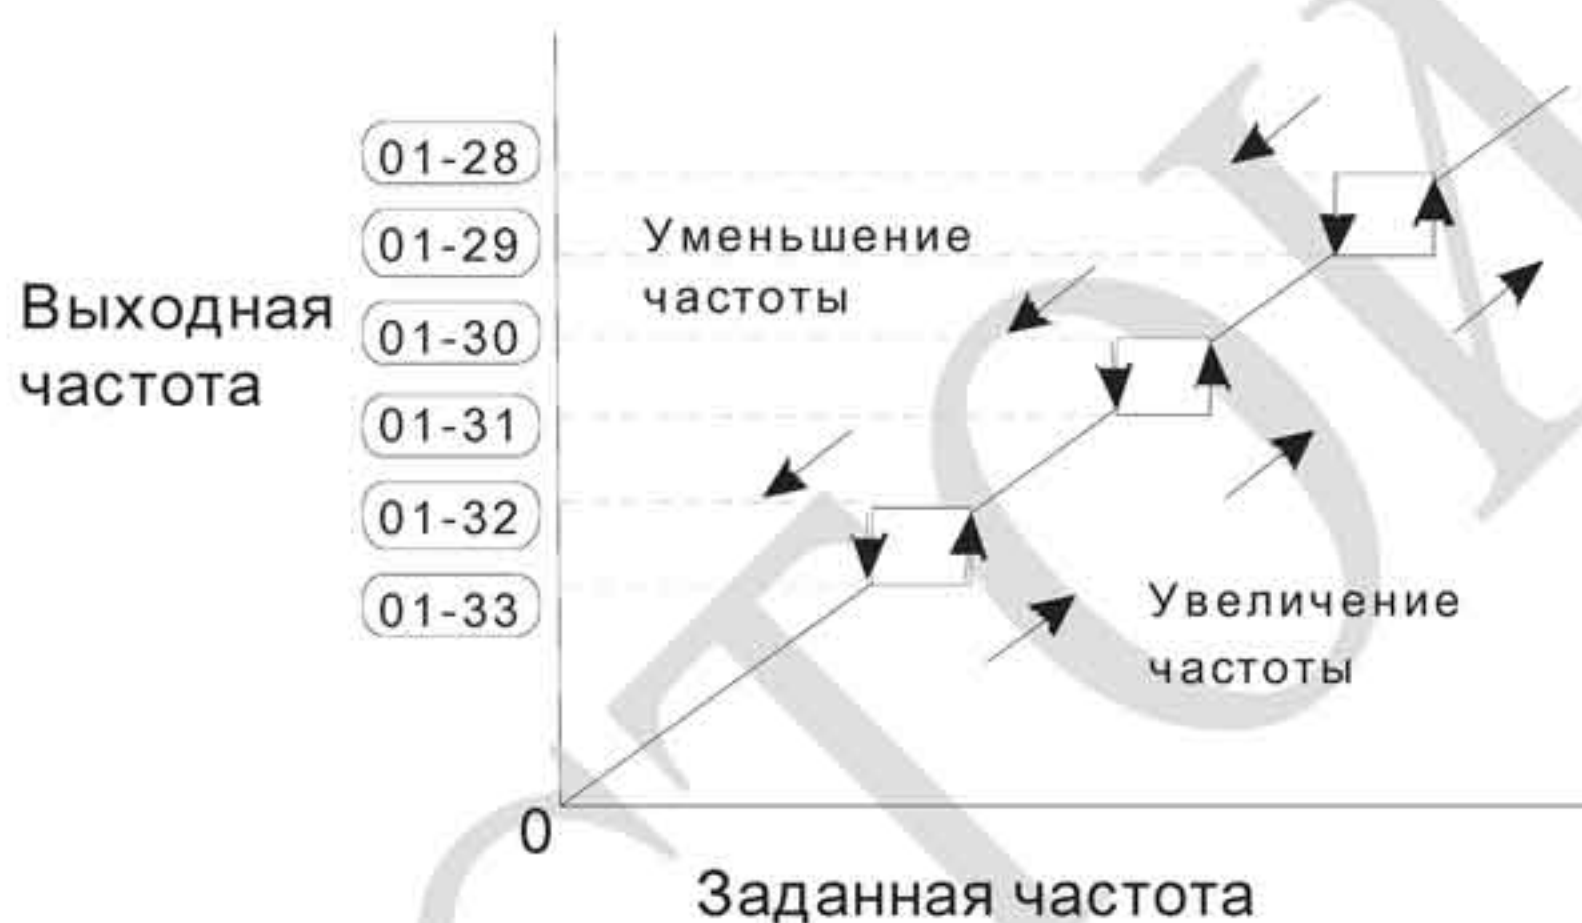 01-28
01-29
01-30
01-31
01-32
01-33
Выходная
частота
Уменьшение
частоты
Увеличение
частоты
0
Заданная частота